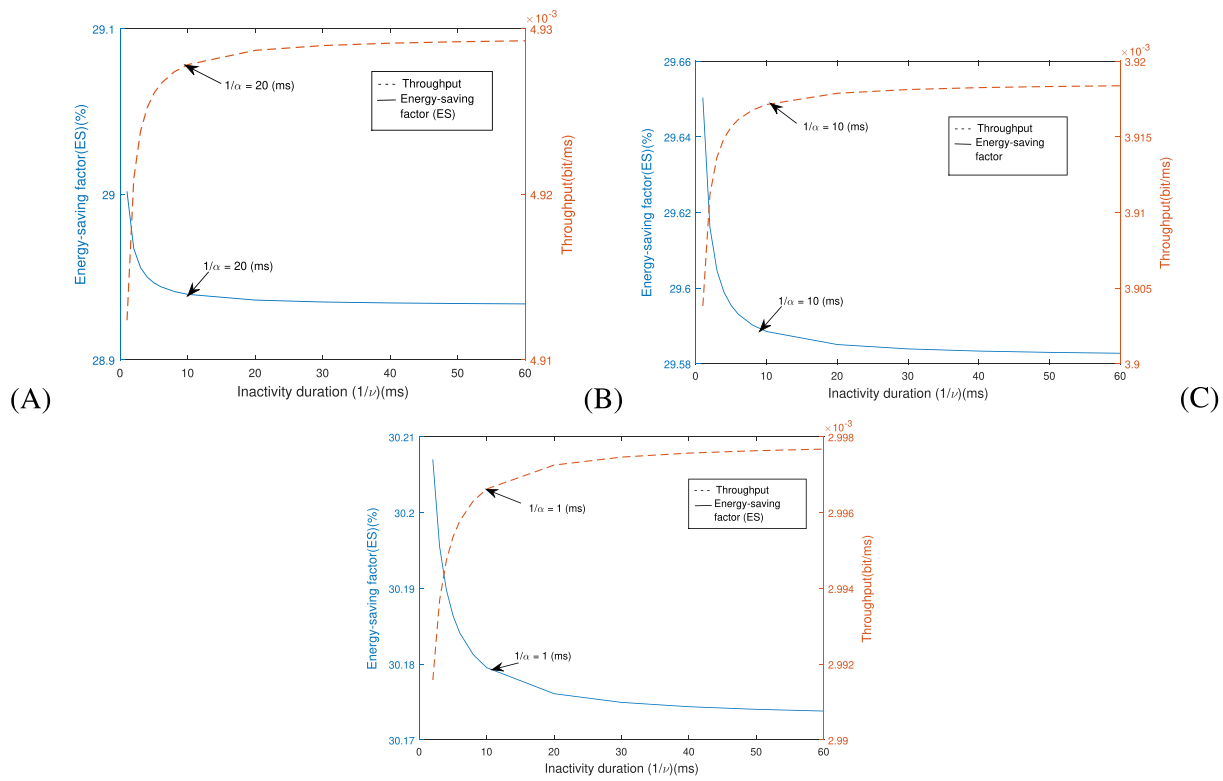 ×10⁻³
29.1
29
28.9
4.93
4.92
4.91
Energy-saving factor(ES)(%)
Throughput(bit/ms)
1/α = 20 (ms)
Throughput
Energy-saving
factor (ES)
1/α = 20 (ms)
0 10 20 30 40 50 60
Inactivity duration (1/ν)(ms)
(A)
×10⁻³
29.66
29.64
29.62
29.6
29.58
3.92
3.915
3.91
3.905
3.9
Energy-saving factor(ES)(%)
Throughput(bit/ms)
1/α = 10 (ms)
Throughput
Energy-saving
factor
1/α = 10 (ms)
0 10 20 30 40 50 60
Inactivity duration (1/ν)(ms)
(B)
(C)
×10⁻³
30.21
30.2
30.19
30.18
30.17
2.998
2.996
2.994
2.992
2.99
Energy-saving factor(ES)(%)
Throughput(bit/ms)
1/α = 1 (ms)
Throughput
Energy-saving
factor (ES)
1/α = 1 (ms)
0 10 20 30 40 50 60
Inactivity duration (1/ν)(ms)